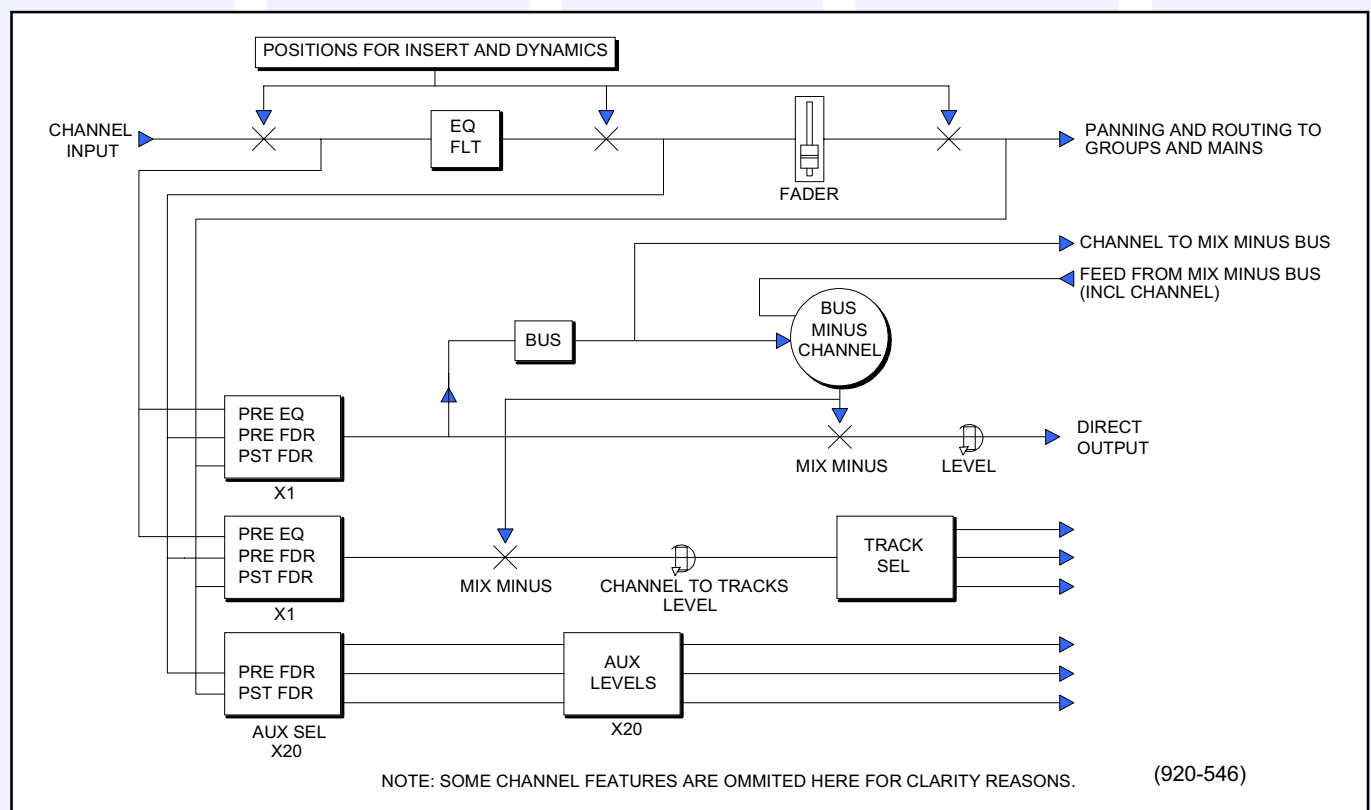 POSITIONS FOR INSERT AND DYNAMICS
CHANNEL
INPUT
EQ
FLT
FADER
PANNING AND ROUTING TO
GROUPS AND MAINS
CHANNEL TO MIX MINUS BUS
FEED FROM MIX MINUS BUS
(INCL CHANNEL)
BUS
MINUS
CHANNEL
BUS
PRE EQ
PRE FDR
PST FDR
X1
MIX MINUS
LEVEL
DIRECT
OUTPUT
PRE EQ
PRE FDR
PST FDR
X1
MIX MINUS
CHANNEL TO TRACKS
LEVEL
TRACK
SEL
PRE FDR
PST FDR
AUX SEL
X20
AUX
LEVELS
X20
NOTE: SOME CHANNEL FEATURES ARE OMMITED HERE FOR CLARITY REASONS.
(920-546)